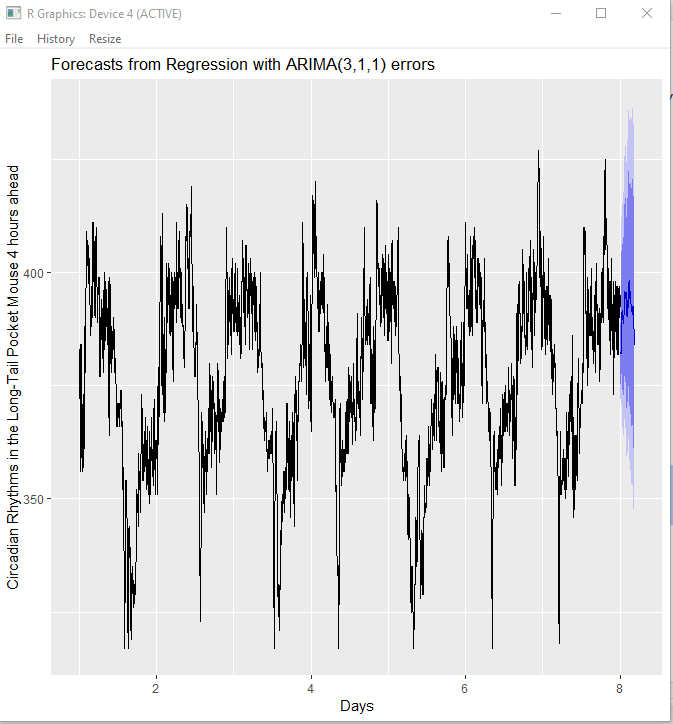 R Graphics: Device 4 (ACTIVE)
File History Resize
Forecasts from Regression with ARIMA(3,1,1) errors
Circadian Rhythms in the Long-Tail Pocket Mouse 4 hours ahead
400
350
2 4 6 8
Days